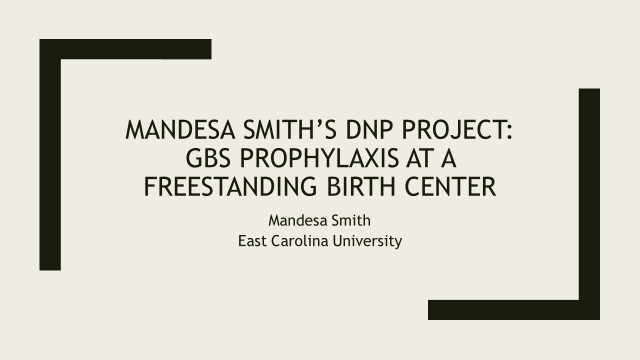 MANDESA SMITH’S DNP PROJECT:
GBS PROPHYLAXIS AT A
FREESTANDING BIRTH CENTER
Mandesa Smith
East Carolina University